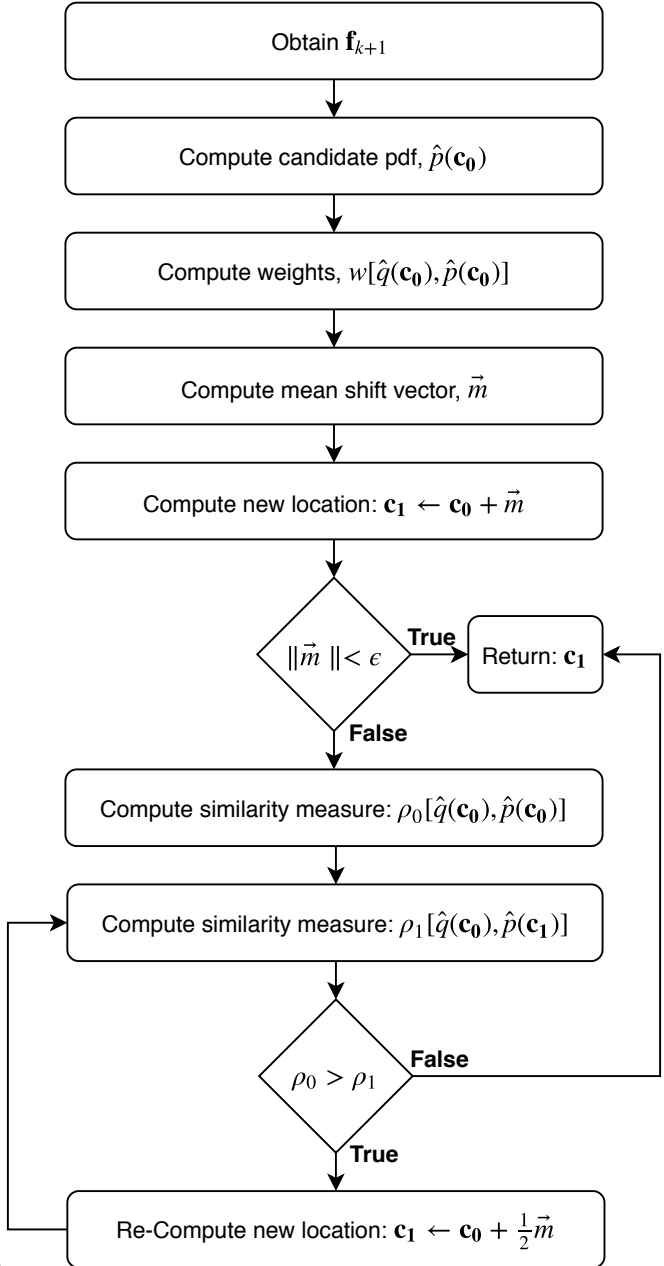 Obtain 𝐟ₖ₊₁
Compute candidate pdf, p̂(𝐜₀)
Compute weights, w[q̂(𝐜₀), p̂(𝐜₀)]
Compute mean shift vector, m⃗
Compute new location: 𝐜₁ ← 𝐜₀ + m⃗
‖m⃗ ‖< ϵ
True
Return: 𝐜₁
False
Compute similarity measure: ρ₀[q̂(𝐜₀), p̂(𝐜₀)]
Compute similarity measure: ρ₁[q̂(𝐜₀), p̂(𝐜₁)]
ρ₀ > ρ₁
False
True
Re-Compute new location: 𝐜₁ ← 𝐜₀ + ½m⃗